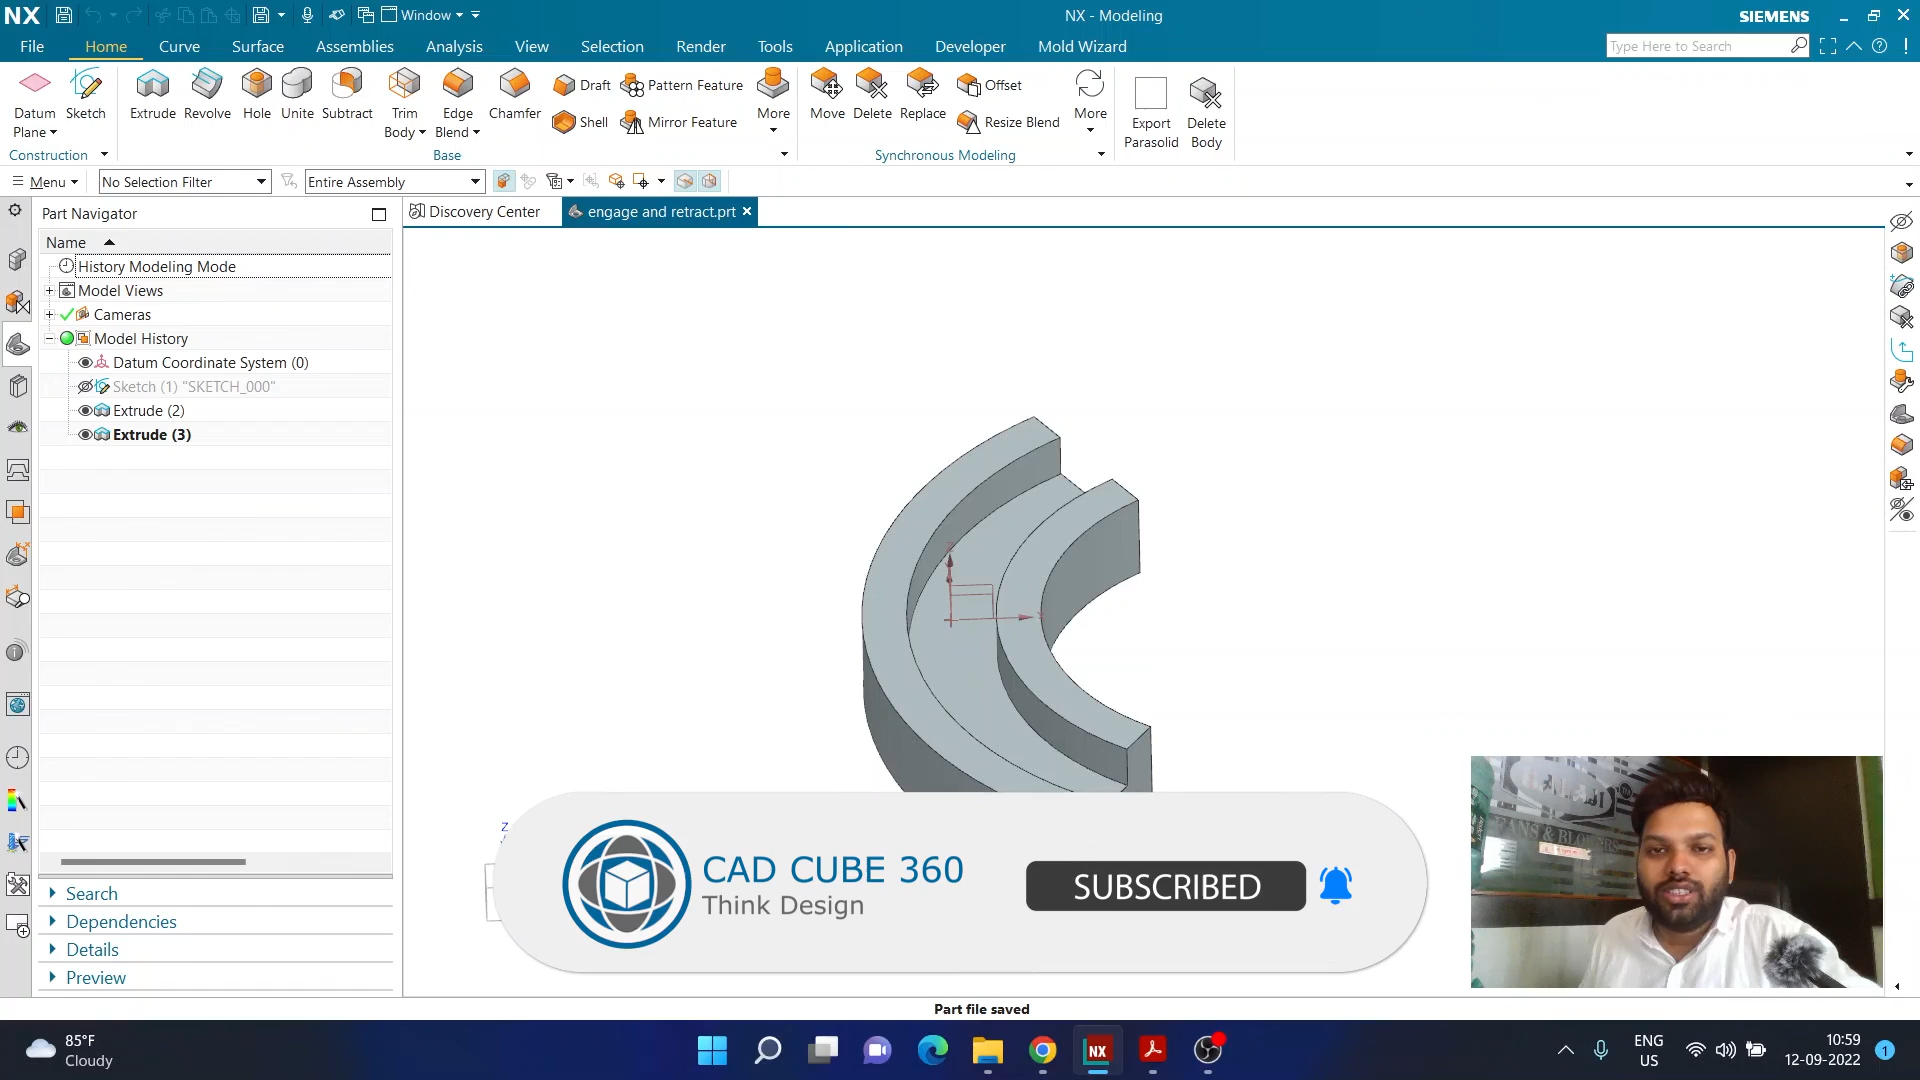 NX
Window
NX - Modeling
SIEMENS
File Home Curve Surface Assemblies Analysis View Selection Render Tools Application Developer Mold Wizard
Type Here to Search
Datum Plane
Sketch
Extrude
Revolve
Hole
Unite
Subtract
Trim Body
Edge Blend
Chamfer
Draft
Shell
Pattern Feature
Mirror Feature
More
Move
Delete
Replace
Offset
Resize Blend
More
Export Parasolid
Delete Body
Construction
Base
Synchronous Modeling
Menu
No Selection Filter
Entire Assembly
Part Navigator
Discovery Center
engage and retract.prt
Name
History Modeling Mode
Model Views
Cameras
Model History
Datum Coordinate System (0)
Sketch (1) "SKETCH_000"
Extrude (2)
Extrude (3)
Z
CAD CUBE 360
Think Design
SUBSCRIBED
Search
Dependencies
Details
Preview
Part file saved
85°F
Cloudy
NX
ENG
US
10:59
12-09-2022
1